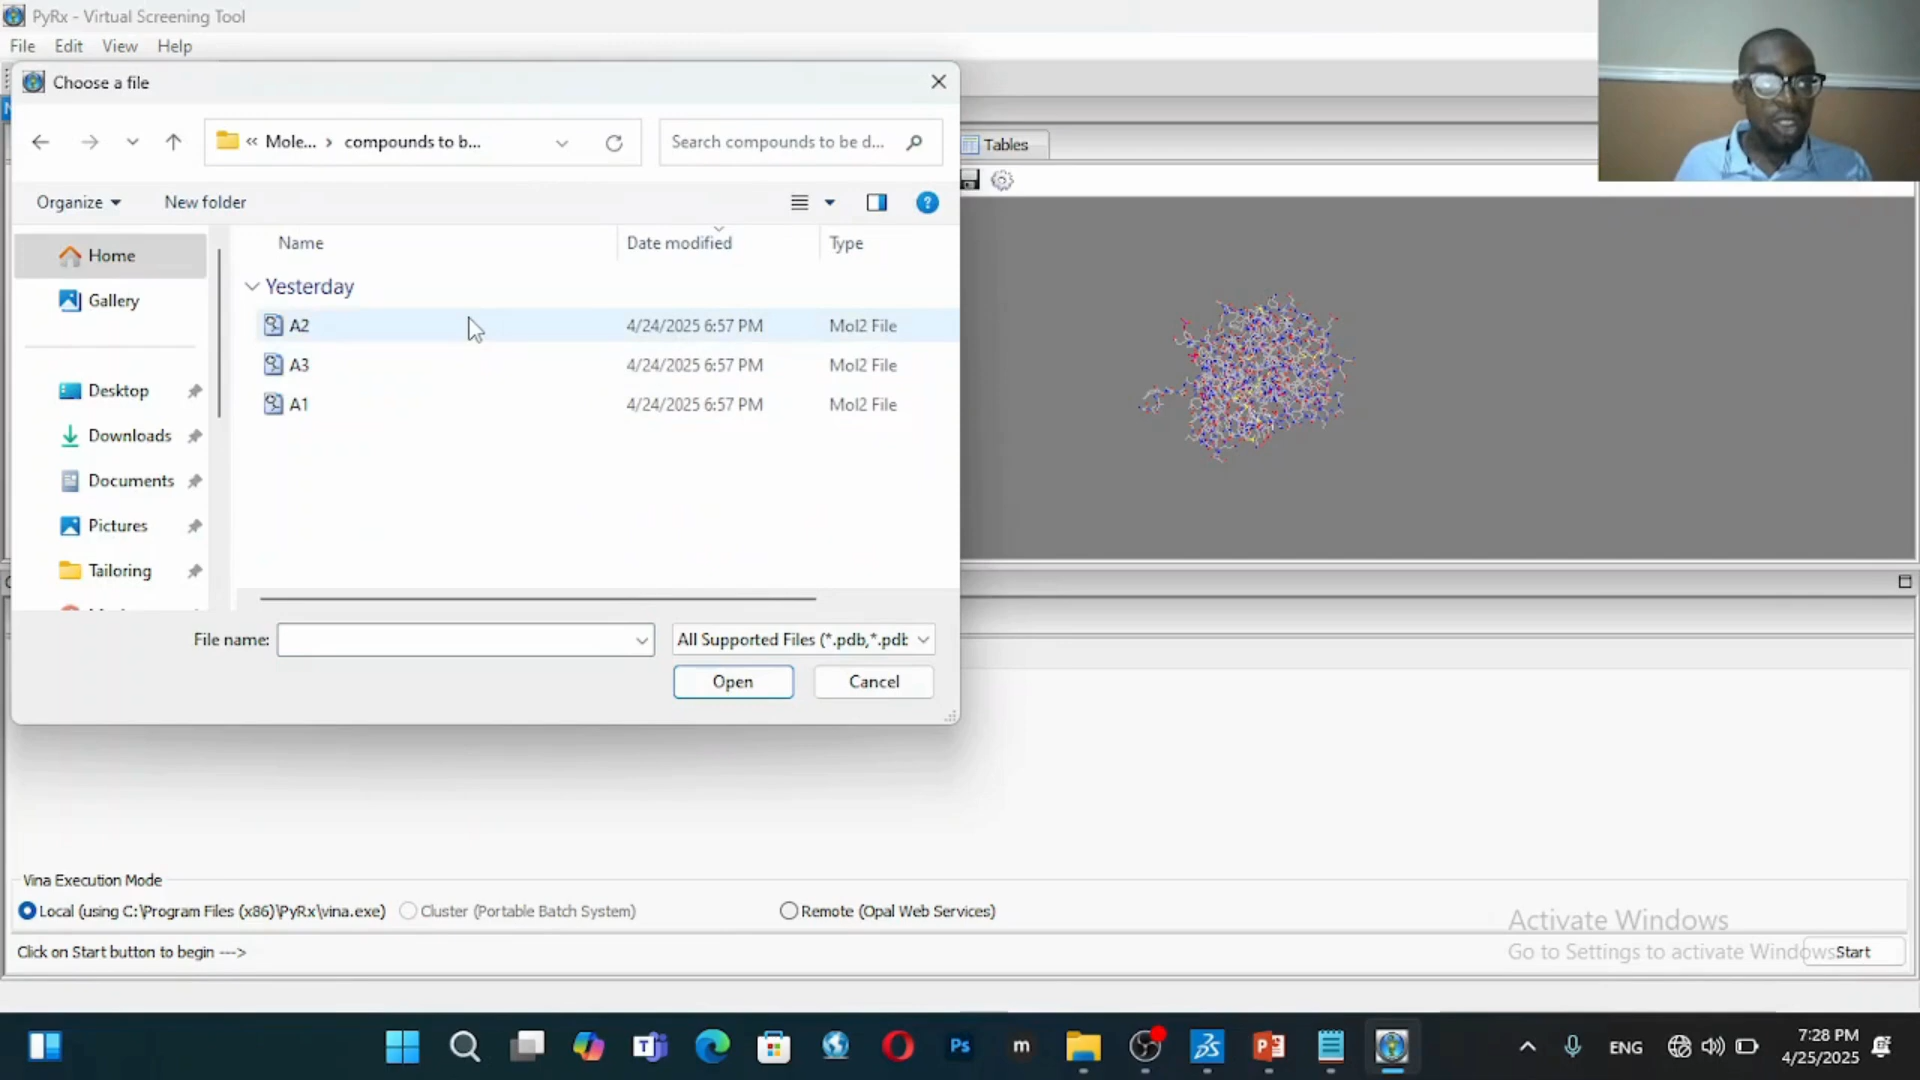 PyRx - Virtual Screening Tool
File Edit View Help
Choose a file
« Mole... > compounds to b...
Search compounds to be d...
Organize
New folder
Tables
Name
Date modified
Type
Home
Gallery
Desktop
Downloads
Documents
Pictures
Tailoring
Yesterday
A2 4/24/2025 6:57 PM Mol2 File
A3 4/24/2025 6:57 PM Mol2 File
A1 4/24/2025 6:57 PM Mol2 File
File name:
All Supported Files (*.pdb,*.pdb
Open
Cancel
Vina Execution Mode
Local (using C:\Program Files (x86)\PyRx\vina.exe)
Cluster (Portable Batch System)
Remote (Opal Web Services)
Click on Start button to begin --->
Activate Windows
Go to Settings to activate Windows
Start
Ps
m
ENG
7:28 PM
4/25/2025